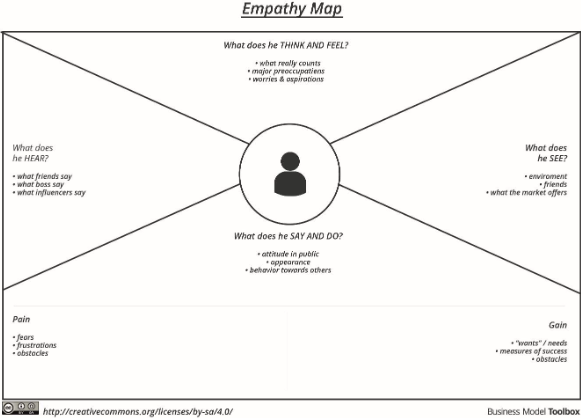 Empathy Map
What does he THINK AND FEEL?
• what really counts
• major preoccupations
• worries & aspirations
What does
he HEAR?
• what friends say
• what boss say
• what influencers say
What does
he SEE?
• enviroment
• friends
• what the market offers
What does he SAY AND DO?
• attitude in public
• appearance
• behavior towards others
Pain
• fears
• frustrations
• obstacles
Gain
• "wants" / needs
• measures of success
• obstacles
http://creativecommons.org/licenses/by-sa/4.0/
Business Model Toolbox